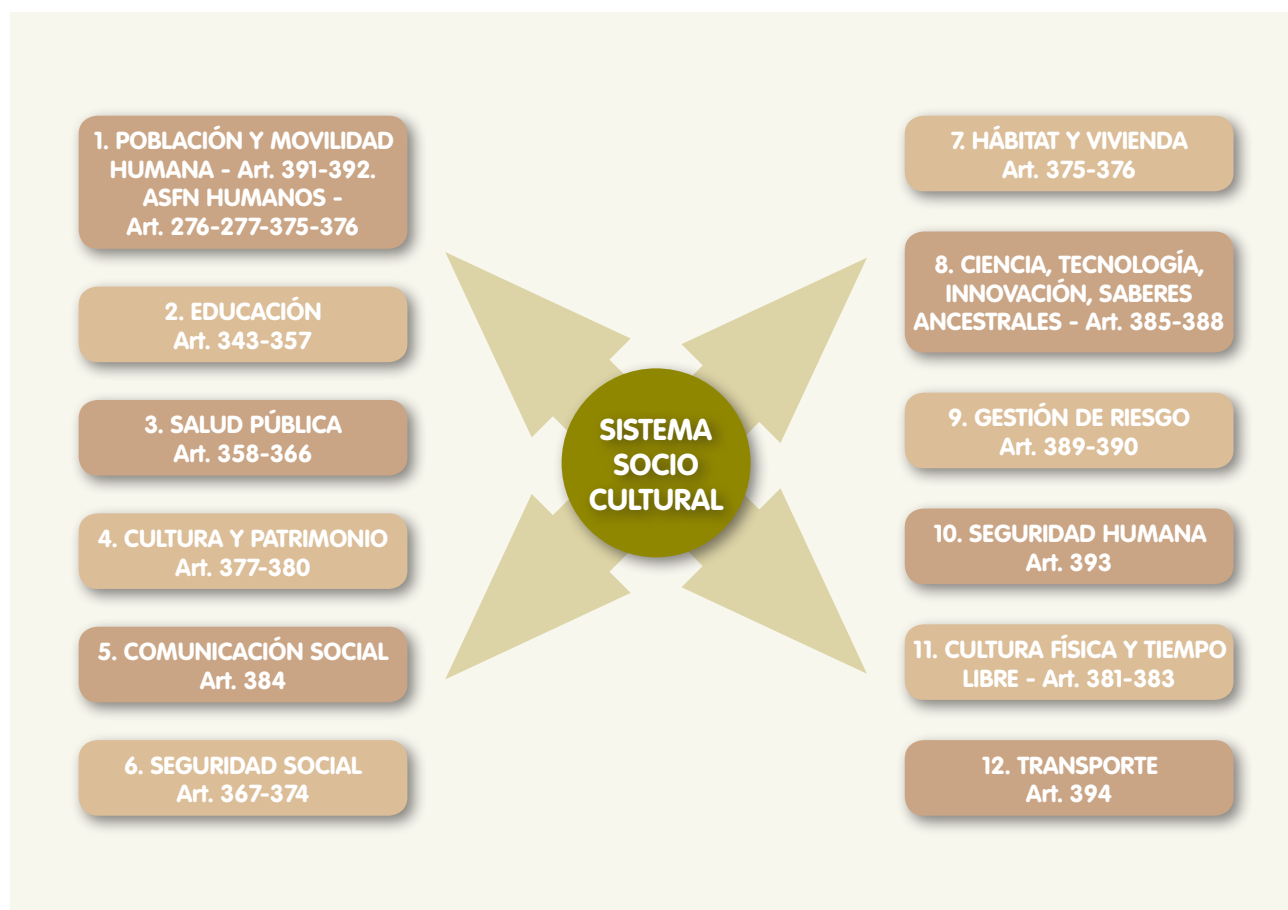 1. POBLACIÓN Y MOVILIDAD
HUMANA - Art. 391-392.
ASFN HUMANOS -
Art. 276-277-375-376
2. EDUCACIÓN
Art. 343-357
3. SALUD PÚBLICA
Art. 358-366
4. CULTURA Y PATRIMONIO
Art. 377-380
5. COMUNICACIÓN SOCIAL
Art. 384
6. SEGURIDAD SOCIAL
Art. 367-374
SISTEMA
SOCIO
CULTURAL
7. HÁBITAT Y VIVIENDA
Art. 375-376
8. CIENCIA, TECNOLOGÍA,
INNOVACIÓN, SABERES
ANCESTRALES - Art. 385-388
9. GESTIÓN DE RIESGO
Art. 389-390
10. SEGURIDAD HUMANA
Art. 393
11. CULTURA FÍSICA Y TIEMPO
LIBRE - Art. 381-383
12. TRANSPORTE
Art. 394